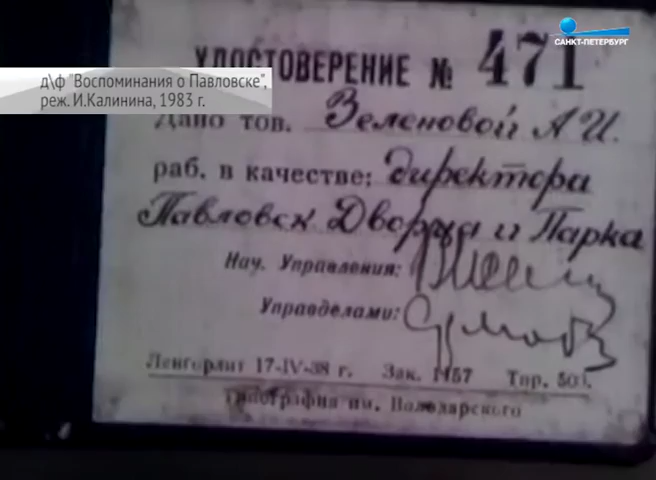 САНКТ-ПЕТЕРБУРГ
УДОСТОВЕРЕНИЕ № 471
д\ф "Воспоминания о Павловске",
реж. И.Калинина, 1983 г.
Дано тов. Зеленовой А.И.
раб. в качестве: директора
Павловск Дворца и Парка
Нач. Управления:
Управделами:
Ленгорлит 17-IV-38 г. Зак. 1157 Тир. 50
Типография им. Володарского